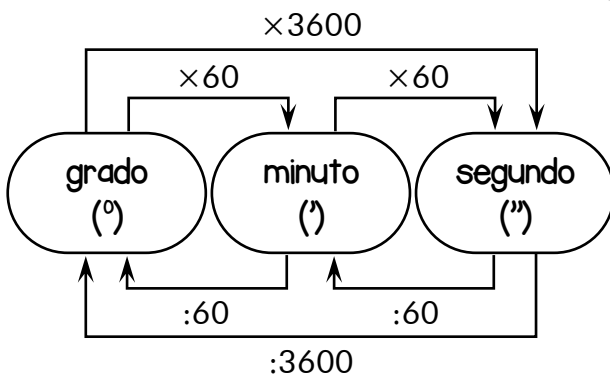 ×3600
×60 ×60
grado minuto segundo
(º) (’) (’’)
:60 :60
:3600